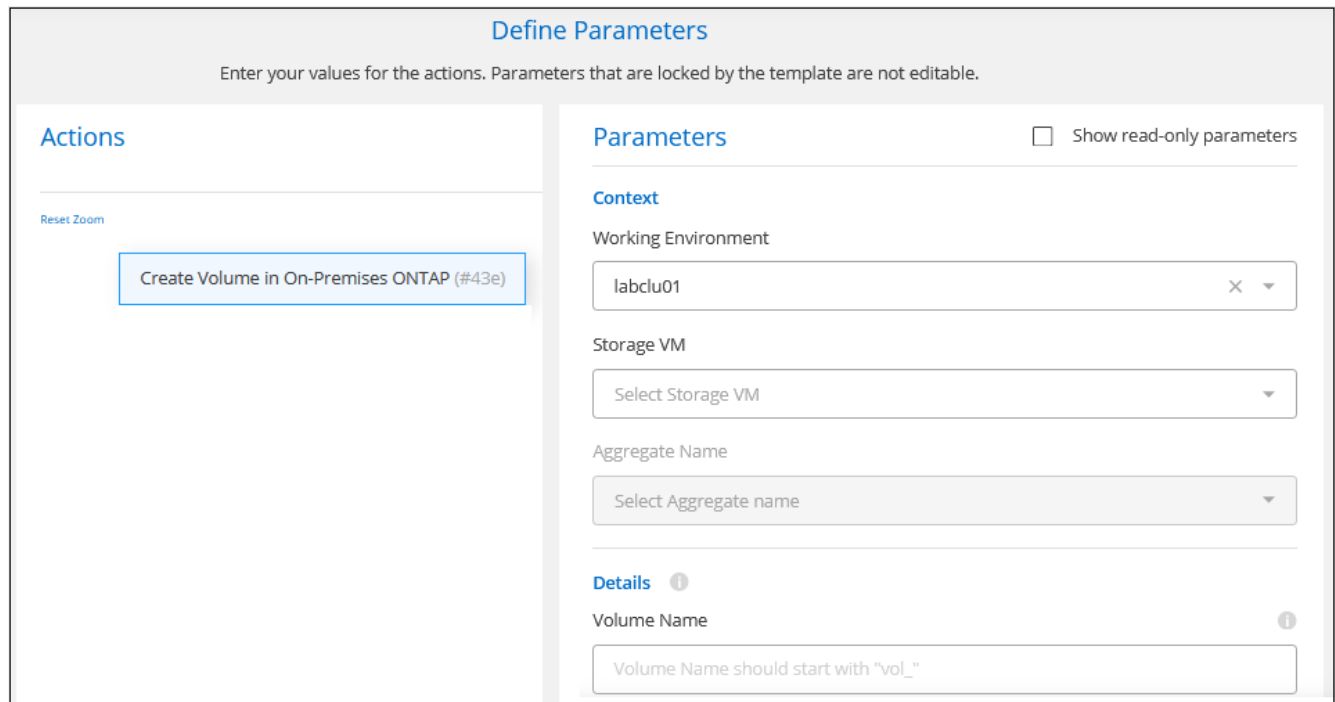 Define Parameters
Enter your values for the actions. Parameters that are locked by the template are not editable.
Actions
Reset Zoom
Create Volume in On-Premises ONTAP (#43e)
Parameters
Show read-only parameters
Context
Working Environment
labclu01
Storage VM
Select Storage VM
Aggregate Name
Select Aggregate name
Details
Volume Name
Volume Name should start with "vol_"